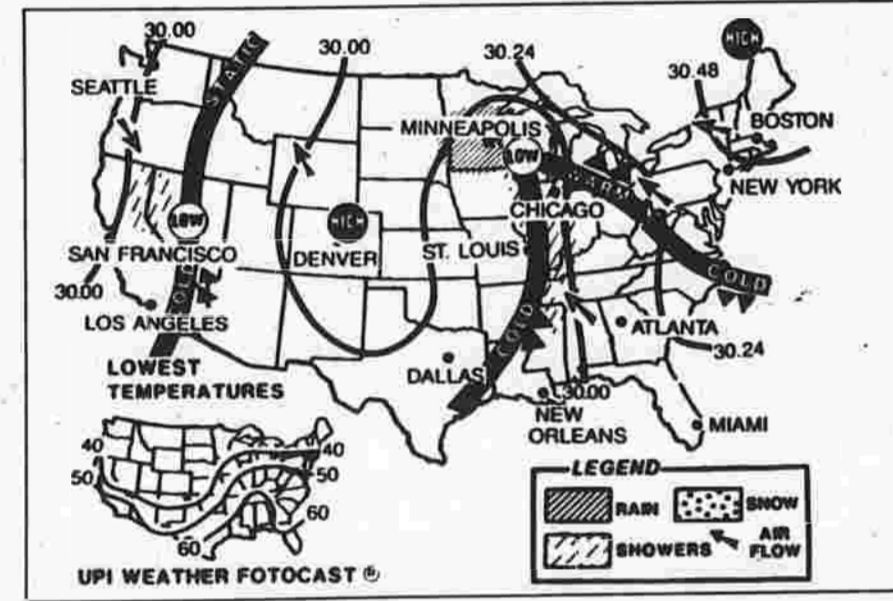 30.00
30.00
30.24
30.48
HIGH
SEATTLE
STATIC
MINNEAPOLIS
BOSTON
LOW
WARM
NEW YORK
CHICAGO
LOW
HIGH
SAN FRANCISCO
DENVER
ST. LOUIS
COLD
30.00
COLD
LOS ANGELES
ATLANTA
COLD
30.24
LOWEST
TEMPERATURES
DALLAS
30.00
NEW
ORLEANS
MIAMI
40
40
50
50
60
60
LEGEND
RAIN
SNOW
SHOWERS
AIR
FLOW
UPI WEATHER FOTOCAST ®